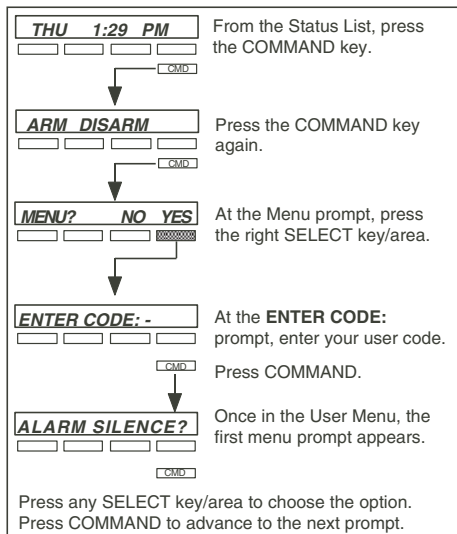 THU 1:29 PM
From the Status List, press
the COMMAND key.
CMD
ARM DISARM
Press the COMMAND key
again.
CMD
MENU? NO YES
At the Menu prompt, press
the right SELECT key/area.
ENTER CODE: -
At the ENTER CODE:
prompt, enter your user code.
CMD
Press COMMAND.
ALARM SILENCE?
Once in the User Menu, the
first menu prompt appears.
CMD
Press any SELECT key/area to choose the option.
Press COMMAND to advance to the next prompt.